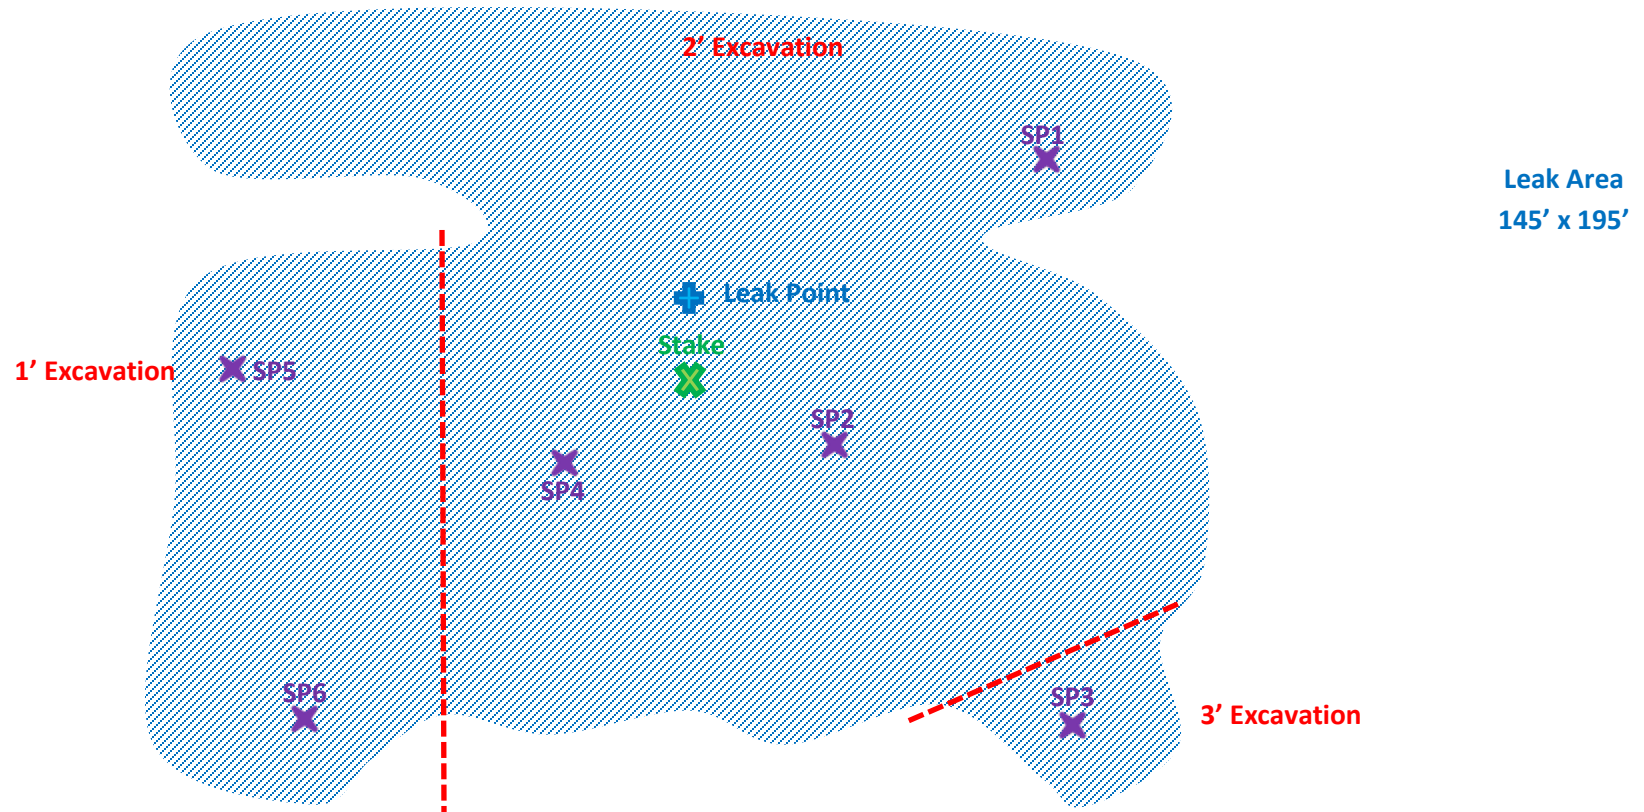 2’ Excavation
SP1
Leak Area
145’ x 195’
Leak Point
Stake
1’ Excavation
SP5
SP2
SP4
SP6
SP3
3’ Excavation